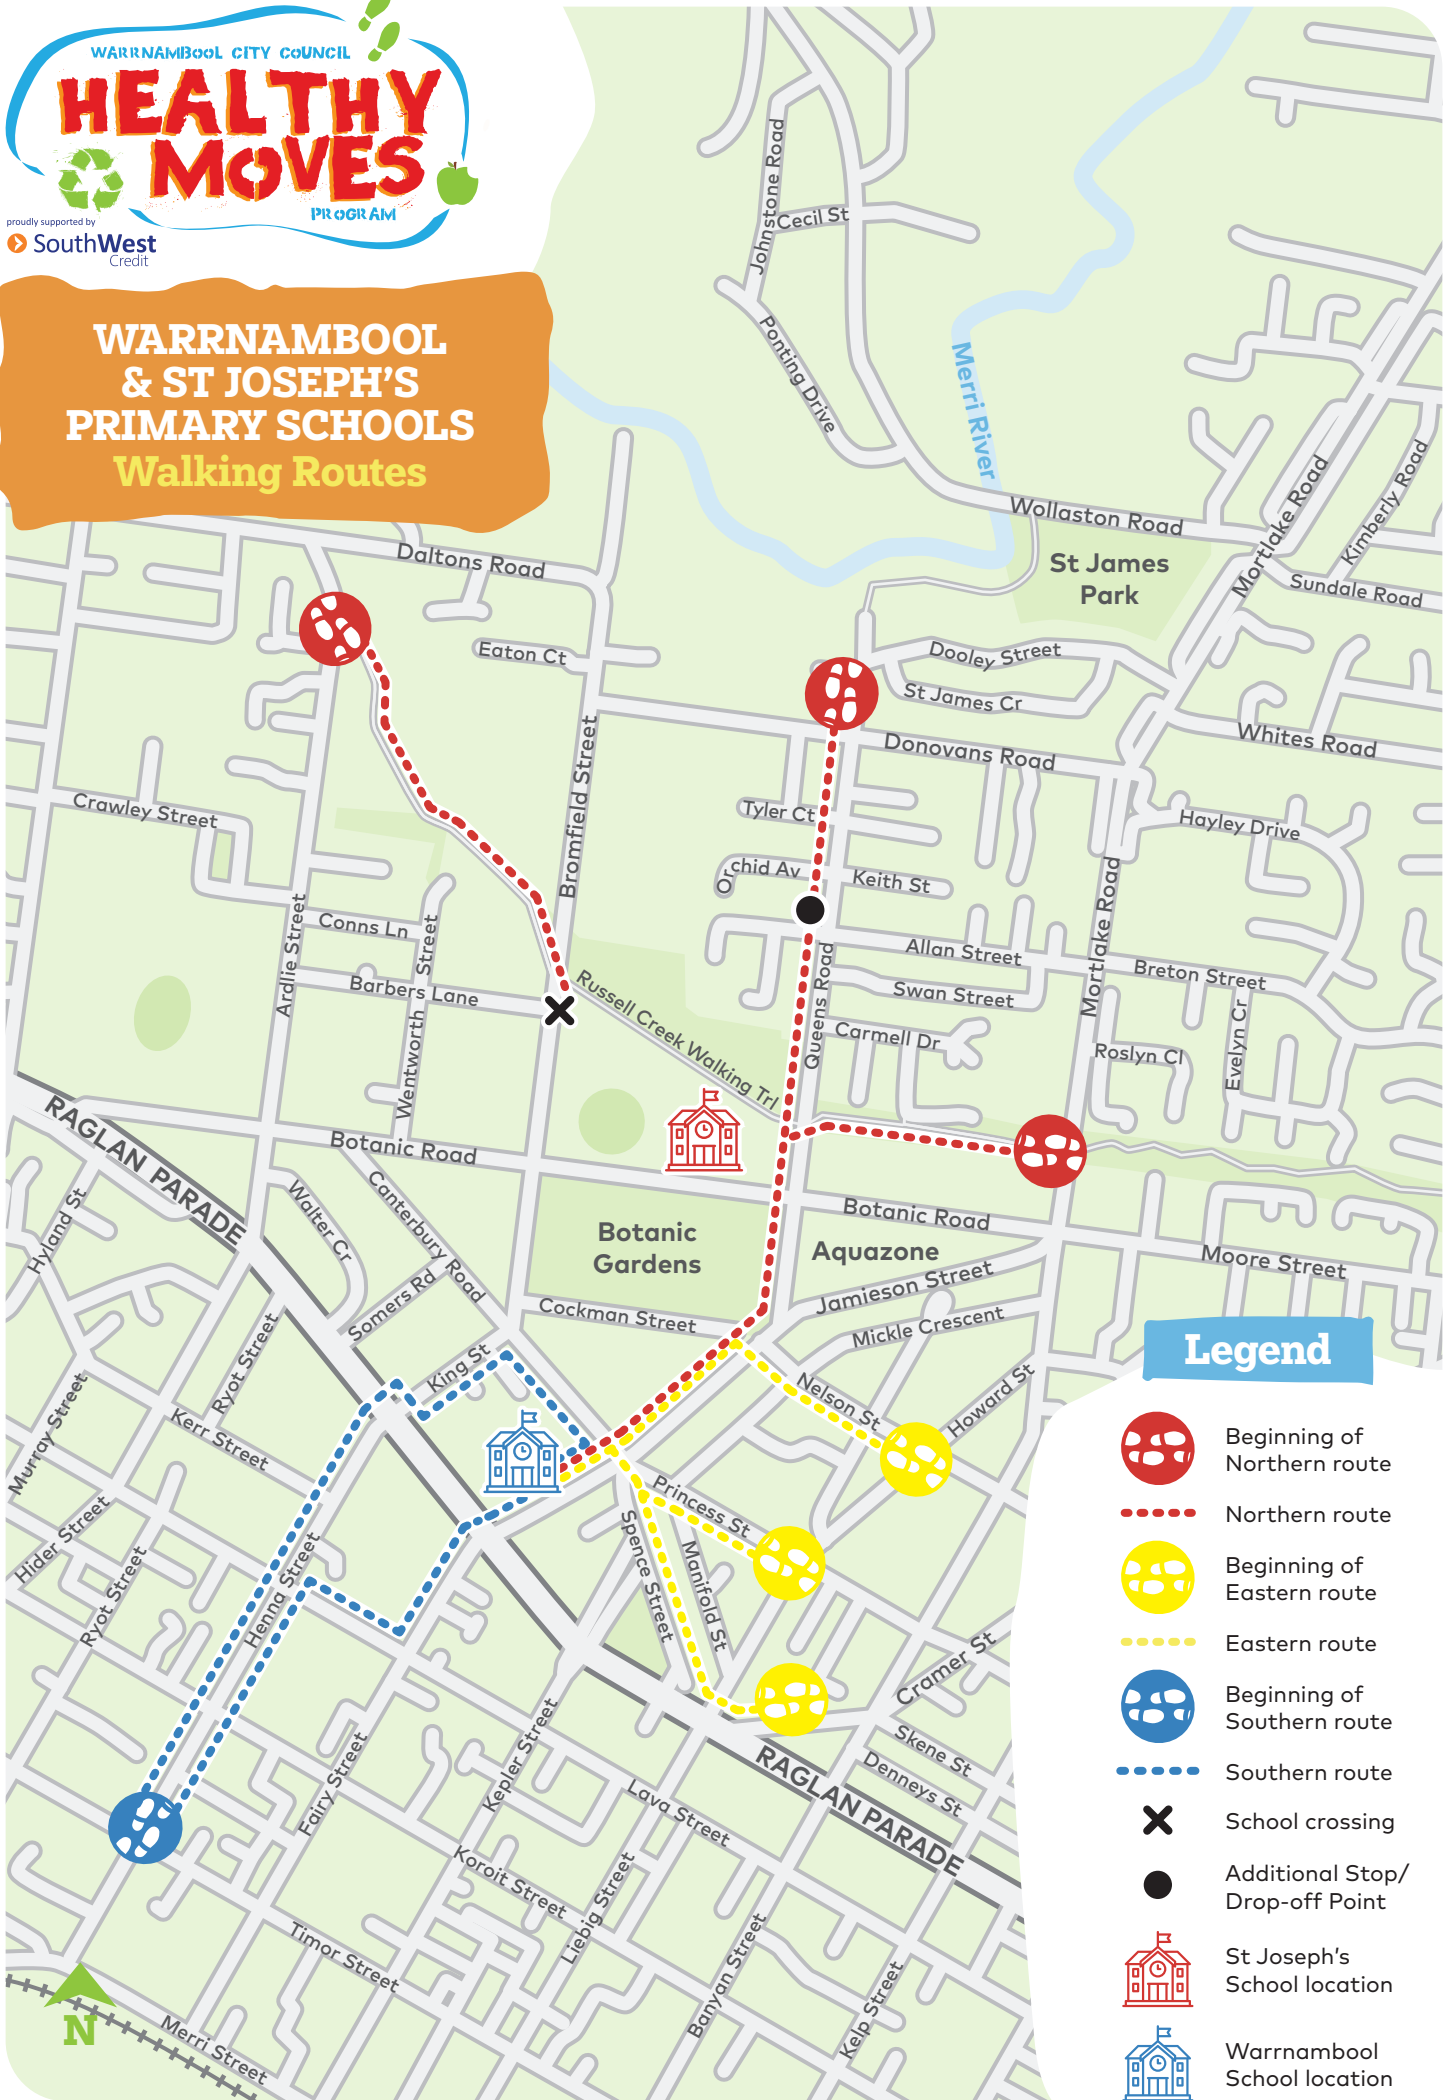 WARRNAMBOOL CITY COUNCIL
HEALTHY
MOVES
PROGRAM
proudly supported by
SouthWest
Credit
WARRNAMBOOL
& ST JOSEPH'S
PRIMARY SCHOOLS
Walking Routes
Johnstone Road
Cecil St
Ponting Drive
Merri River
Wollaston Road
Mortlake Road
Kimberly Road
Sundale Road
St James
Park
Daltons Road
Eaton Ct
Dooley Street
St James Cr
Donovans Road
Whites Road
Bromfield Street
Crawley Street
Tyler Ct
Hayley Drive
Orchid Av
Keith St
Mortlake Road
Conns Ln
Ardlie Street
Wentworth Street
Barbers Lane
Allan Street
Breton Street
Swan Street
Russell Creek Walking Trl
Queens Road
Carmell Dr
Roslyn Cl
Evelyn Cr
RAGLAN PARADE
Botanic Road
Canterbury Road
Walter Cr
Hyland St
Botanic
Gardens
Botanic Road
Aquazone
Moore Street
Jamieson Street
Somers Rd
Cockman Street
Mickle Crescent
Ryot Street
King St
Nelson St
Howard St
Murray Street
Kerr Street
Princess St
Hider Street
Ryot Street
Henna Street
Spence Street
Manifold St
Cramer St
Skene St
Denneys St
RAGLAN PARADE
Kepler Street
Fairy Street
Lava Street
Koroit Street
Liebig Street
Timor Street
Banyan Street
Kelp Street
Merri Street
N
Legend
Beginning of
Northern route
Northern route
Beginning of
Eastern route
Eastern route
Beginning of
Southern route
Southern route
School crossing
Additional Stop/
Drop-off Point
St Joseph's
School location
Warrnambool
School location